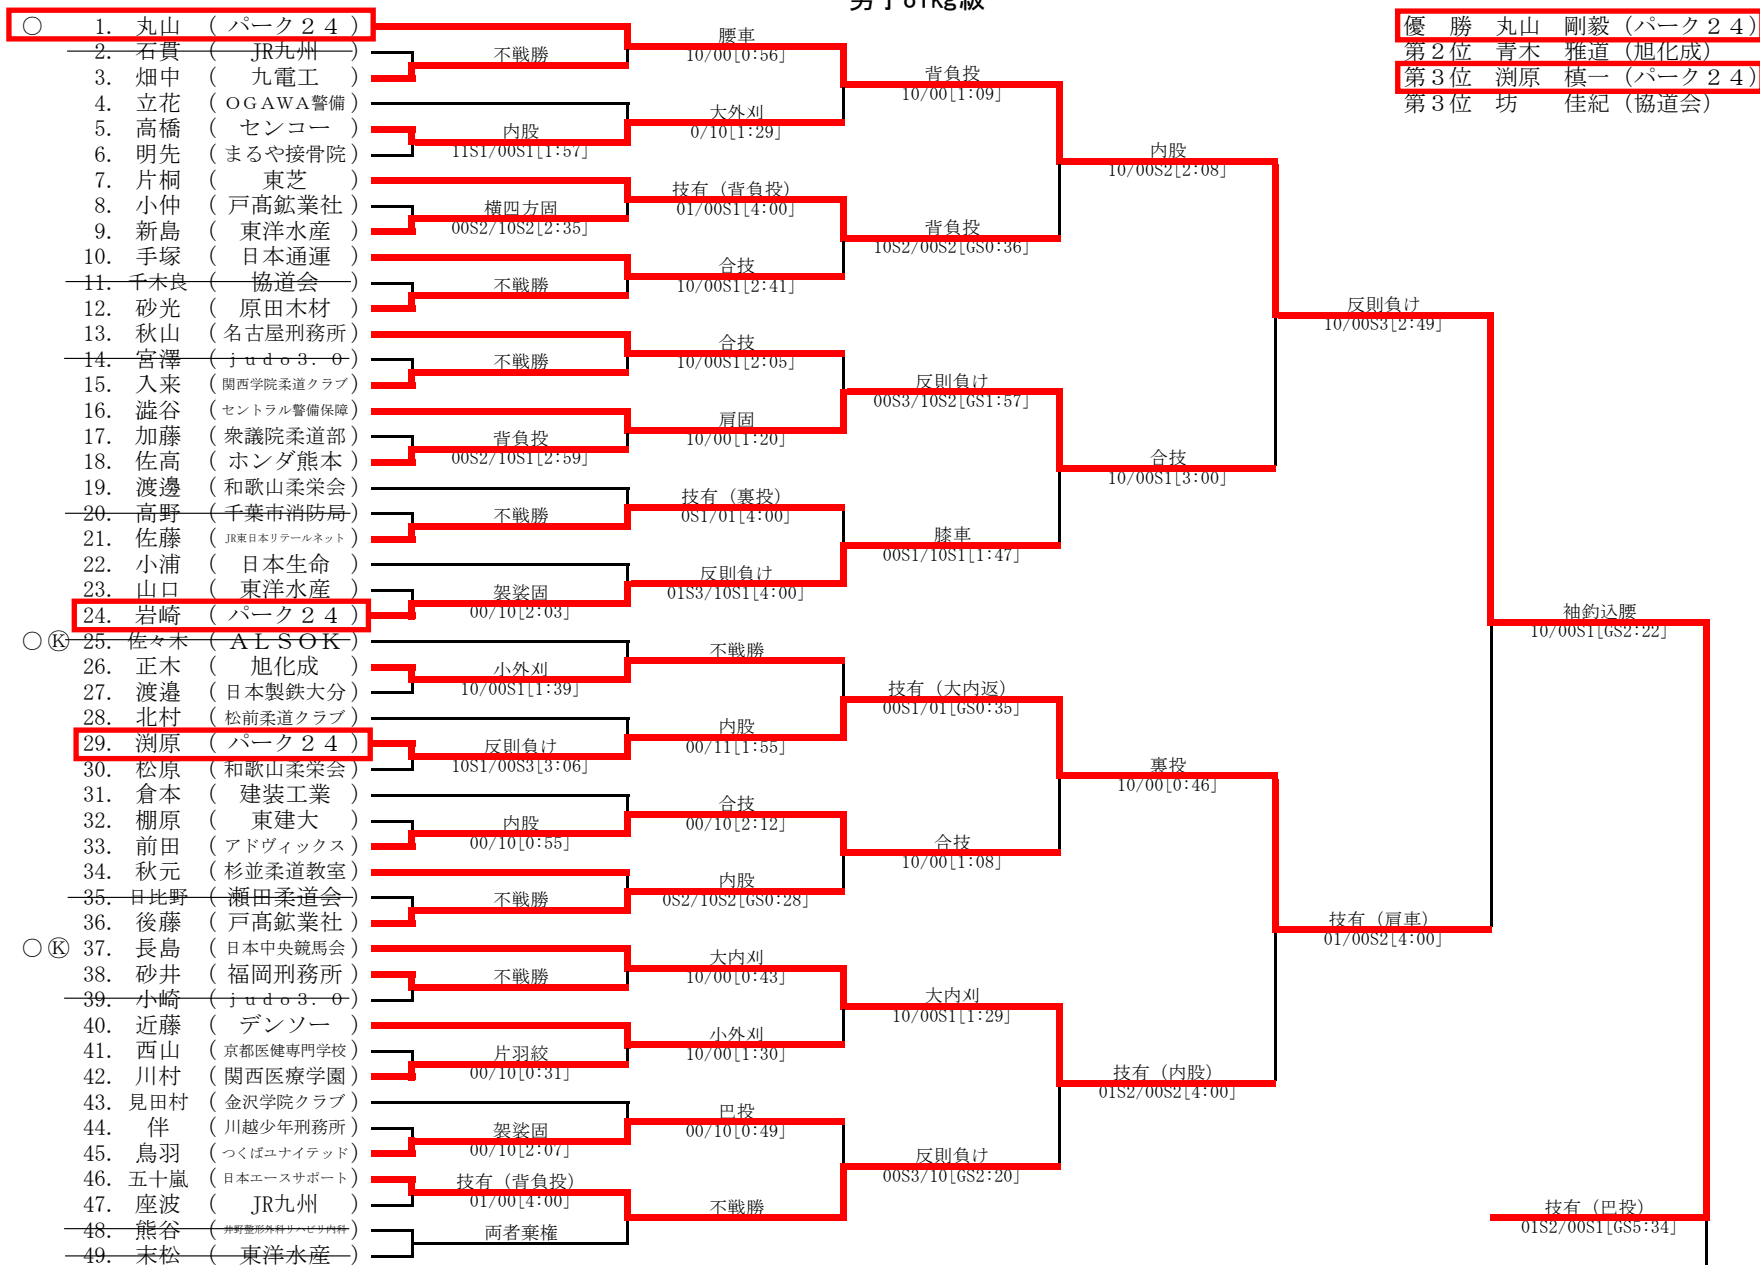 男子81kg級
優　勝　丸山　剛毅（パーク２４）
第２位　青木　雅道（旭化成）
第３位　渕原　槙一（パーク２４）
第３位　坊　佳紀（協道会）
○ 1. 丸山 （ パーク２４ ）
2. 石貫 （ JR九州 ）
3. 畑中 （ 九電工 ）
4. 立花 （ ＯＧＡＷＡ警備 ）
5. 高橋 （ センコー ）
6. 明先 （ まるや接骨院 ）
7. 片桐 （ 東芝 ）
8. 小仲 （ 戸髙鉱業社 ）
9. 新島 （ 東洋水産 ）
10. 手塚 （ 日本通運 ）
11. 千木良 （ 協道会 ）
12. 砂光 （ 原田木材 ）
13. 秋山 （ 名古屋刑務所 ）
14. 宮澤 （ ｊｕｄｏ３．０ ）
15. 入来 （ 関西学院柔道クラブ ）
16. 澁谷 （ セントラル警備保障 ）
17. 加藤 （ 衆議院柔道部 ）
18. 佐高 （ ホンダ熊本 ）
19. 渡邊 （ 和歌山柔栄会 ）
20. 高野 （ 千葉市消防局 ）
21. 佐藤 （ JR東日本リテールネット ）
22. 小浦 （ 日本生命 ）
23. 山口 （ 東洋水産 ）
24. 岩崎 （ パーク２４ ）
○Ⓚ 25. 佐々木 （ ＡＬＳＯＫ ）
26. 正木 （ 旭化成 ）
27. 渡邉 （ 日本製鉄大分 ）
28. 北村 （ 松前柔道クラブ ）
29. 渕原 （ パーク２４ ）
30. 松原 （ 和歌山柔栄会 ）
31. 倉本 （ 建装工業 ）
32. 棚原 （ 東建大 ）
33. 前田 （ アドヴィックス ）
34. 秋元 （ 杉並柔道教室 ）
35. 日比野 （ 瀬田柔道会 ）
36. 後藤 （ 戸髙鉱業社 ）
○Ⓚ 37. 長島 （ 日本中央競馬会 ）
38. 砂井 （ 福岡刑務所 ）
39. 小崎 （ ｊｕｄｏ３．０ ）
40. 近藤 （ デンソー ）
41. 西山 （ 京都医健専門学校 ）
42. 川村 （ 関西医療学園 ）
43. 見田村 （ 金沢学院クラブ ）
44. 伴 （ 川越少年刑務所 ）
45. 鳥羽 （ つくばユナイテッド ）
46. 五十嵐 （ 日本エースサポート ）
47. 座波 （ JR九州 ）
48. 熊谷 （ 井野整形外科リハビリ内科 ）
49. 末松 （ 東洋水産 ）
不戦勝
内股
11S1/00S1[1:57]
横四方固
00S2/10S2[2:35]
不戦勝
不戦勝
背負投
00S2/10S1[2:59]
不戦勝
袈裟固
00/10[2:03]
小外刈
10/00S1[1:39]
反則負け
10S1/00S3[3:06]
内股
00/10[0:55]
不戦勝
不戦勝
片羽絞
00/10[0:31]
袈裟固
00/10[2:07]
技有（背負投）
01/00[4:00]
両者棄権
腰車
10/00[0:56]
大外刈
0/10[1:29]
技有（背負投）
01/00S1[4:00]
合技
10/00S1[2:41]
合技
10/00S1[2:05]
肩固
10/00[1:20]
技有（裏投）
0S1/01[4:00]
反則負け
01S3/10S1[4:00]
不戦勝
内股
00/11[1:55]
合技
00/10[2:12]
内股
0S2/10S2[GS0:28]
大内刈
10/00[0:43]
小外刈
10/00[1:30]
巴投
00/10[0:49]
不戦勝
背負投
10/00[1:09]
背負投
10S2/00S2[GS0:36]
反則負け
00S3/10S2[GS1:57]
膝車
00S1/10S1[1:47]
技有（大内返）
00S1/01[GS0:35]
合技
10/00[1:08]
大内刈
10/00S1[1:29]
反則負け
00S3/10[GS2:20]
内股
10/00S2[2:08]
合技
10/00S1[3:00]
裏投
10/00[0:46]
技有（内股）
01S2/00S2[4:00]
反則負け
10/00S3[2:49]
技有（肩車）
01/00S2[4:00]
袖釣込腰
10/00S1[GS2:22]
技有（巴投）
01S2/00S1[GS5:34]